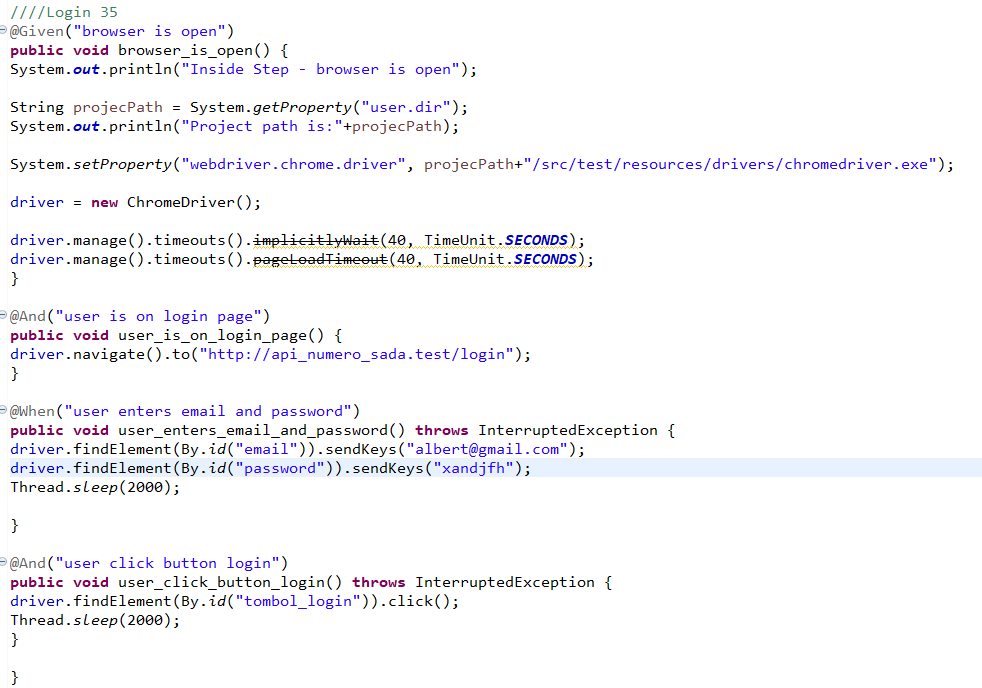 ////Login 35
@Given("browser is open")
public void browser_is_open() {
System.out.println("Inside Step - browser is open");
String projecPath = System.getProperty("user.dir");
System.out.println("Project path is:"+projecPath);
System.setProperty("webdriver.chrome.driver", projecPath+"/src/test/resources/drivers/chromedriver.exe");
driver = new ChromeDriver();
driver.manage().timeouts().implicitlyWait(40, TimeUnit.SECONDS);
driver.manage().timeouts().pageLoadTimeout(40, TimeUnit.SECONDS);
}
@And("user is on login page")
public void user_is_on_login_page() {
driver.navigate().to("http://api_numero_sada.test/login");
}
@When("user enters email and password")
public void user_enters_email_and_password() throws InterruptedException {
driver.findElement(By.id("email")).sendKeys("albert@gmail.com");
driver.findElement(By.id("password")).sendKeys("xandjfh");
Thread.sleep(2000);
}
@And("user click button login")
public void user_click_button_login() throws InterruptedException {
driver.findElement(By.id("tombol_login")).click();
Thread.sleep(2000);
}
}